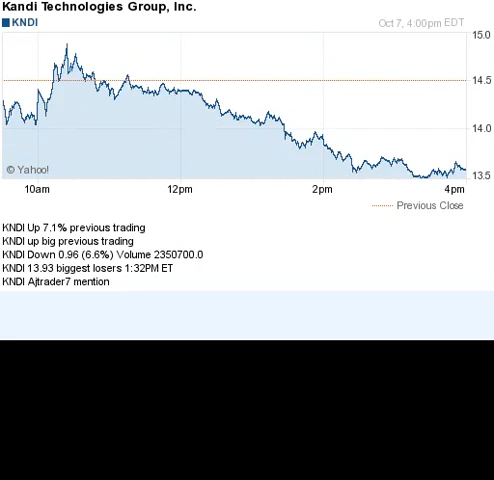 Kandi Technologies Group, Inc.
KNDI Oct 7, 4:00pm EDT
15.0
14.5
14.0
13.5
© Yahoo!
10am 12pm 2pm 4pm
Previous Close
KNDI Up 7.1% previous trading
KNDI up big previous trading
KNDI Down 0.96 (6.6%) Volume 2350700.0
KNDI 13.93 biggest losers 1:32PM ET
KNDI Ajtrader7 mention